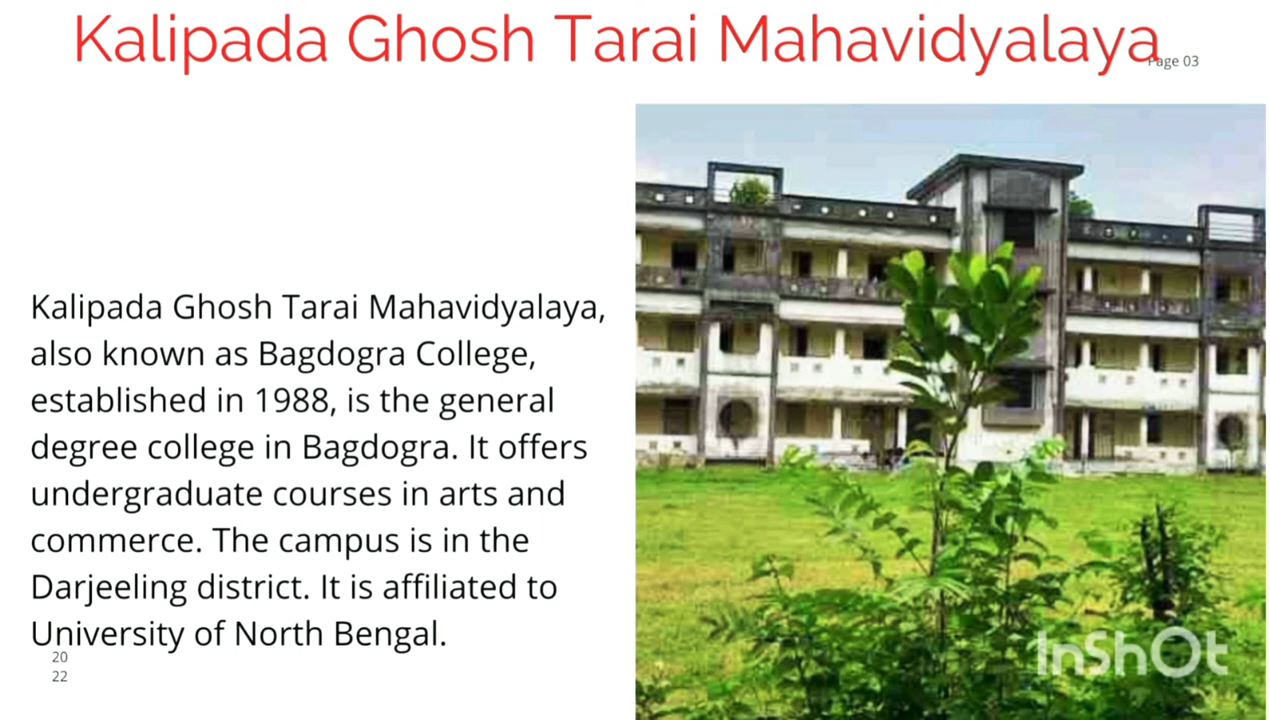 Kalipada Ghosh Tarai Mahavidyalaya
Page 03
Kalipada Ghosh Tarai Mahavidyalaya,
also known as Bagdogra College,
established in 1988, is the general
degree college in Bagdogra. It offers
undergraduate courses in arts and
commerce. The campus is in the
Darjeeling district. It is affiliated to
University of North Bengal.
20
22
InShOt